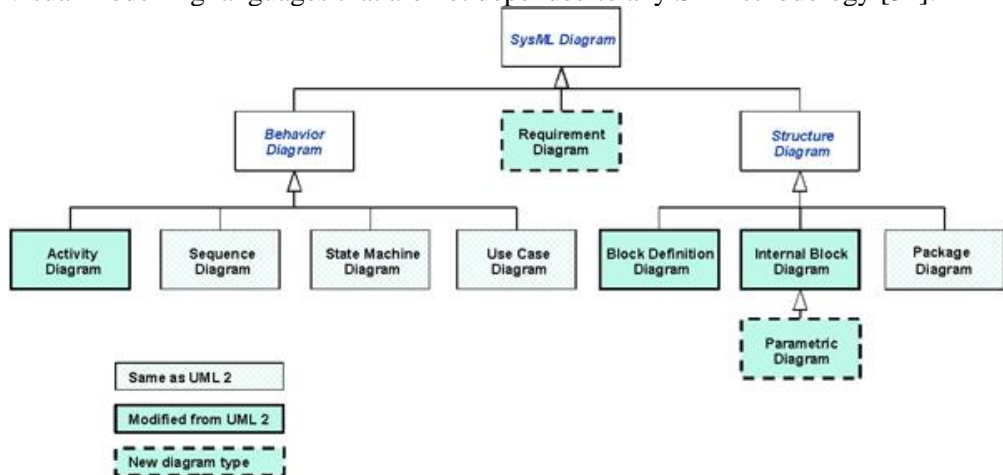 SysML Diagram
Behavior
Diagram
Requirement
Diagram
Structure
Diagram
Activity
Diagram
Sequence
Diagram
State Machine
Diagram
Use Case
Diagram
Block Definition
Diagram
Internal Block
Diagram
Package
Diagram
Parametric
Diagram
Same as UML 2
Modified from UML 2
New diagram type